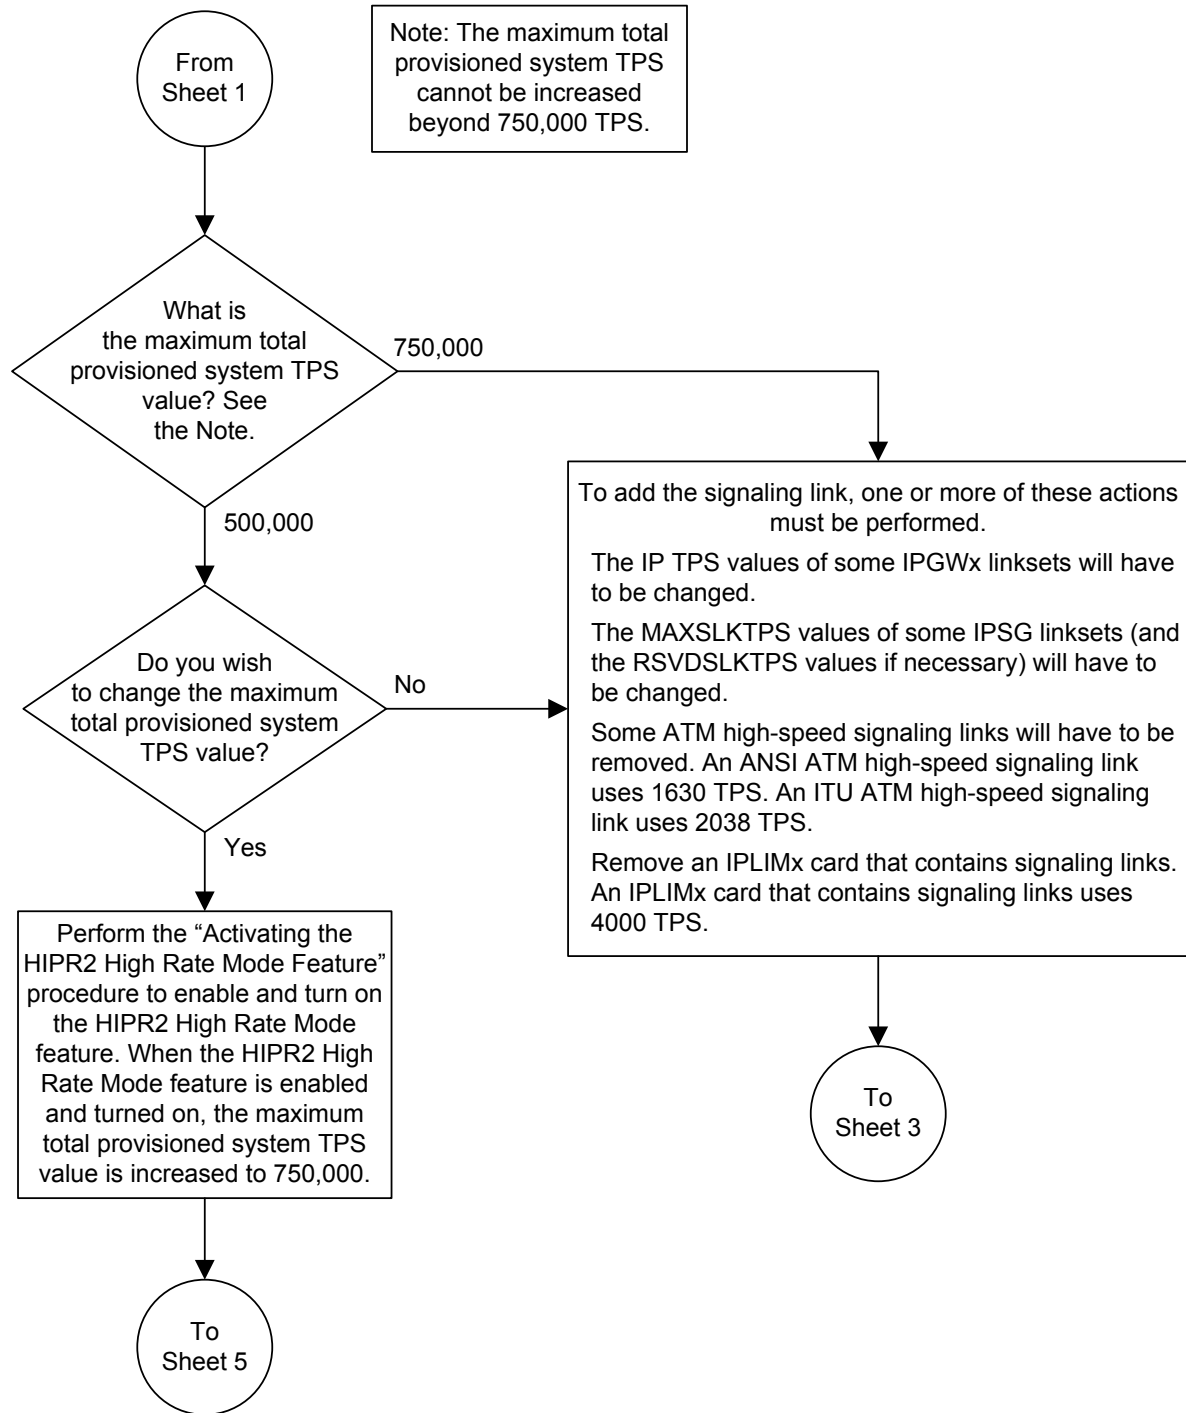 From
Sheet 1
Note: The maximum total
provisioned system TPS
cannot be increased
beyond 750,000 TPS.
What is
the maximum total
provisioned system TPS
value? See
the Note.
750,000
500,000
To add the signaling link, one or more of these actions
must be performed.
The IP TPS values of some IPGWx linksets will have
to be changed.
The MAXSLKTPS values of some IPSG linksets (and
the RSVDSLKTPS values if necessary) will have to
be changed.
Some ATM high-speed signaling links will have to be
removed. An ANSI ATM high-speed signaling link
uses 1630 TPS. An ITU ATM high-speed signaling
link uses 2038 TPS.
Remove an IPLIMx card that contains signaling links.
An IPLIMx card that contains signaling links uses
4000 TPS.
Do you wish
to change the maximum
total provisioned system
TPS value?
No
Yes
Perform the “Activating the
HIPR2 High Rate Mode Feature”
procedure to enable and turn on
the HIPR2 High Rate Mode
feature. When the HIPR2 High
Rate Mode feature is enabled
and turned on, the maximum
total provisioned system TPS
value is increased to 750,000.
To
Sheet 3
To
Sheet 5